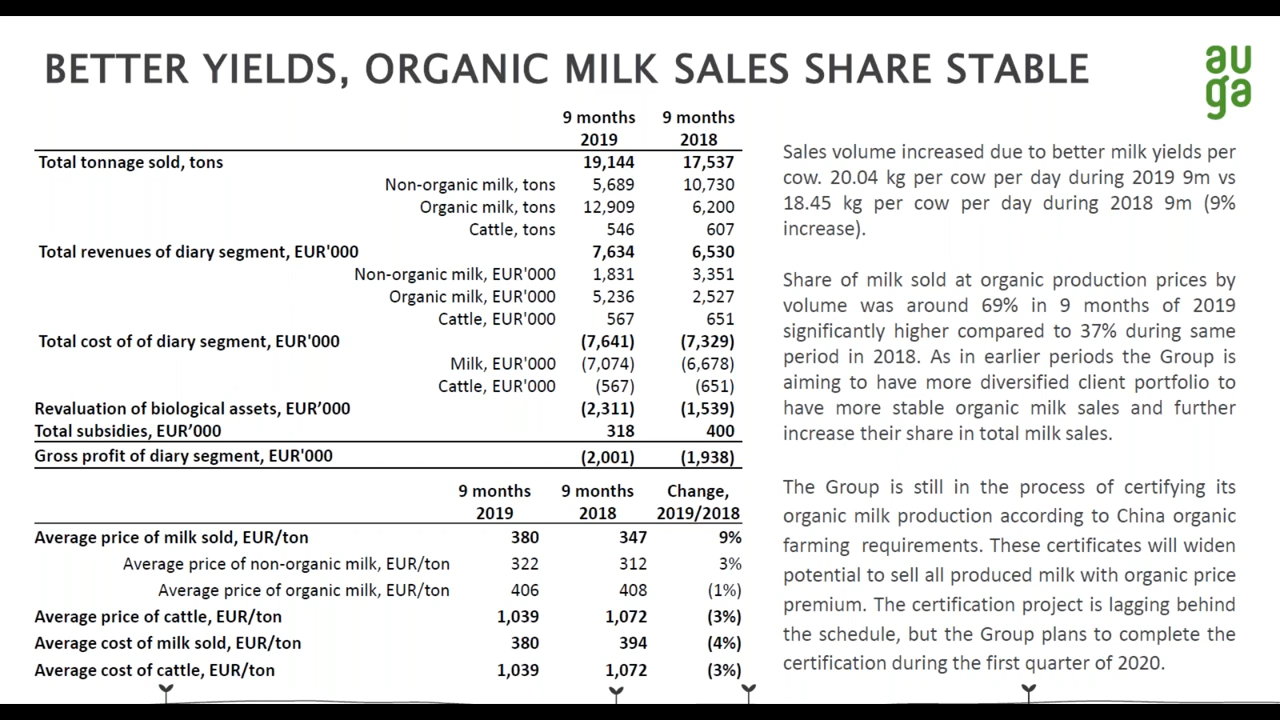 BETTER YIELDS, ORGANIC MILK SALES SHARE STABLE
au
ga
9 months 9 months
2019 2018
Total tonnage sold, tons 19,144 17,537
Non-organic milk, tons 5,689 10,730
Organic milk, tons 12,909 6,200
Cattle, tons 546 607
Total revenues of diary segment, EUR'000 7,634 6,530
Non-organic milk, EUR'000 1,831 3,351
Organic milk, EUR'000 5,236 2,527
Cattle, EUR'000 567 651
Total cost of of diary segment, EUR'000 (7,641) (7,329)
Milk, EUR'000 (7,074) (6,678)
Cattle, EUR'000 (567) (651)
Revaluation of biological assets, EUR’000 (2,311) (1,539)
Total subsidies, EUR’000 318 400
Gross profit of diary segment, EUR'000 (2,001) (1,938)
9 months 9 months Change,
2019 2018 2019/2018
Average price of milk sold, EUR/ton 380 347 9%
Average price of non-organic milk, EUR/ton 322 312 3%
Average price of organic milk, EUR/ton 406 408 (1%)
Average price of cattle, EUR/ton 1,039 1,072 (3%)
Average cost of milk sold, EUR/ton 380 394 (4%)
Average cost of cattle, EUR/ton 1,039 1,072 (3%)
Sales volume increased due to better milk yields per
cow. 20.04 kg per cow per day during 2019 9m vs
18.45 kg per cow per day during 2018 9m (9%
increase).
Share of milk sold at organic production prices by
volume was around 69% in 9 months of 2019
significantly higher compared to 37% during same
period in 2018. As in earlier periods the Group is
aiming to have more diversified client portfolio to
have more stable organic milk sales and further
increase their share in total milk sales.
The Group is still in the process of certifying its
organic milk production according to China organic
farming requirements. These certificates will widen
potential to sell all produced milk with organic price
premium. The certification project is lagging behind
the schedule, but the Group plans to complete the
certification during the first quarter of 2020.